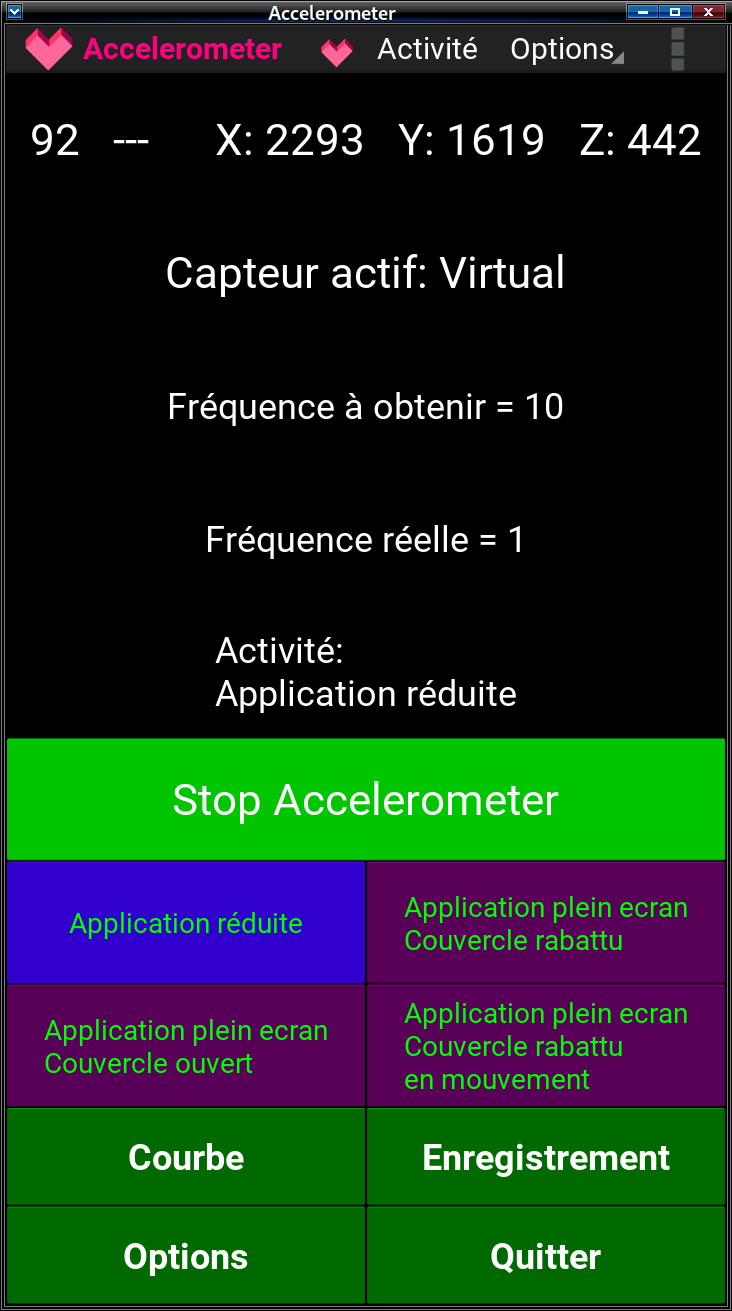 Accelerometer
Accelerometer Activité Options
92 --- X: 2293 Y: 1619 Z: 442
Capteur actif: Virtual
Fréquence à obtenir = 10
Fréquence réelle = 1
Activité:
Application réduite
Stop Accelerometer
Application réduite
Application plein ecran
Couvercle rabattu
Application plein ecran
Couvercle ouvert
Application plein ecran
Couvercle rabattu
en mouvement
Courbe
Enregistrement
Options
Quitter